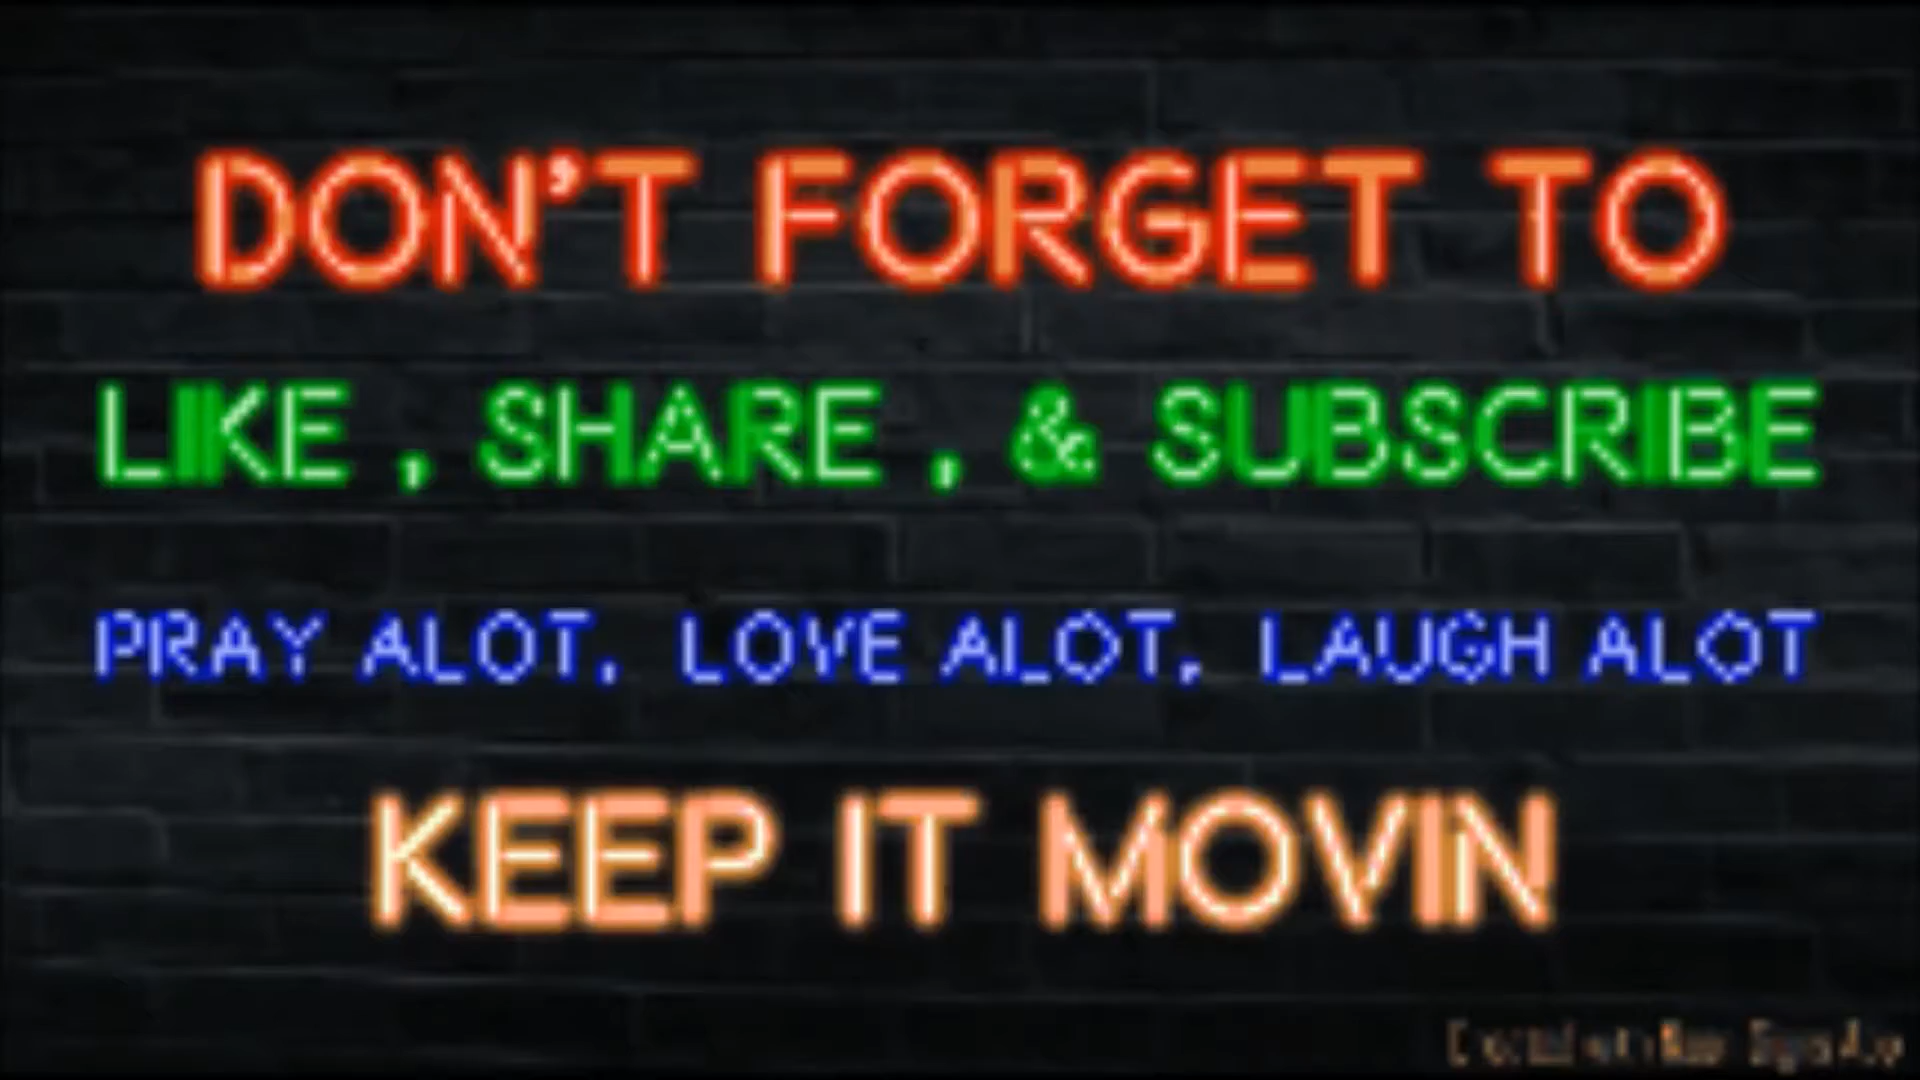 DON'T FORGET TO
LIKE , SHARE , & SUBSCRIBE
PRAY ALOT, LOVE ALOT, LAUGH ALOT
KEEP IT MOVIN